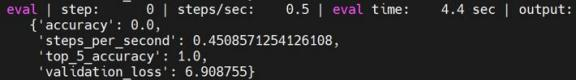 eval | step: 0 | steps/sec: 0.5 | eval time: 4.4 sec | output:
{'accuracy': 0.0,
'steps_per_second': 0.4508571254126108,
'top_5_accuracy': 1.0,
'validation_loss': 6.908755}